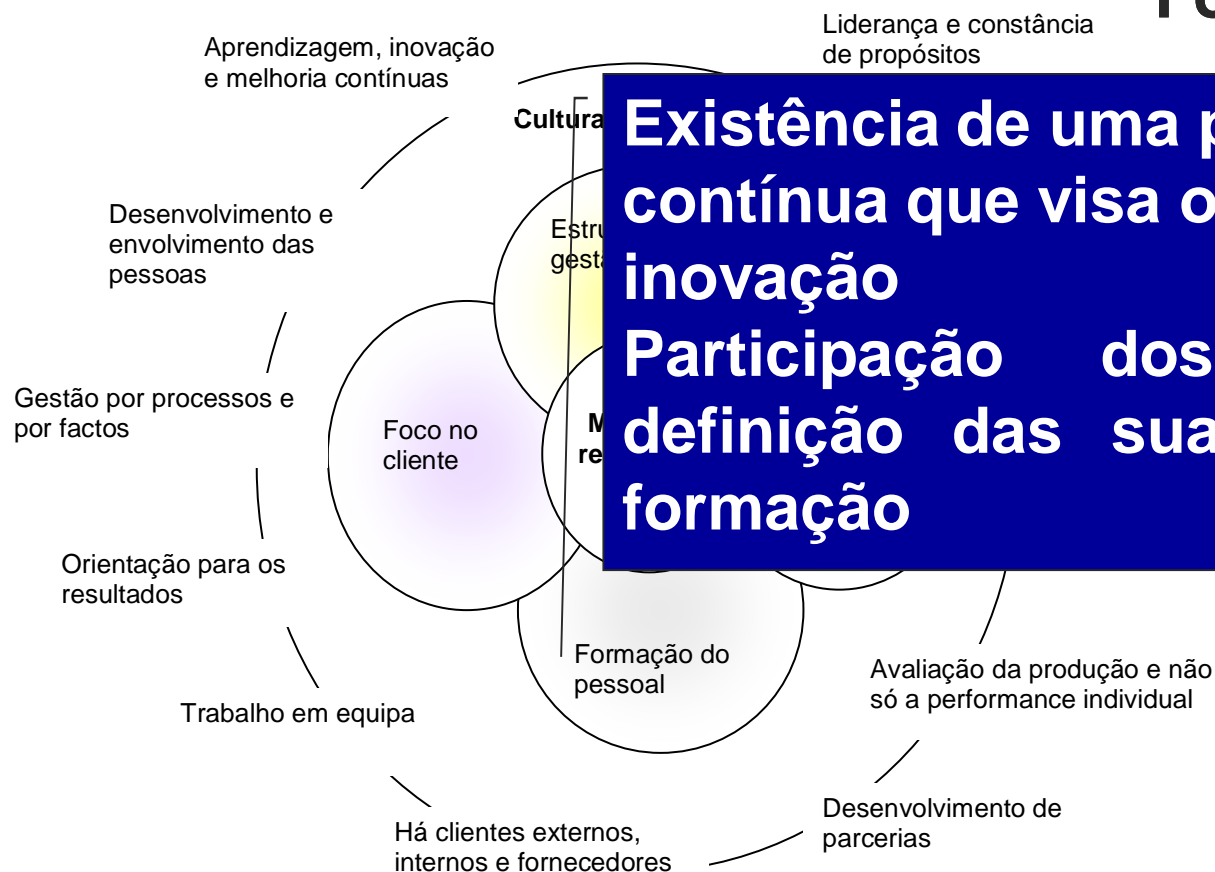 Liderança e constância
de propósitos
Aprendizagem, inovação
e melhoria contínuas
Cultura
Existência de uma
contínua que visa o
inovação
Participação dos
definição das
formação
Desenvolvimento e
envolvimento das
pessoas
Gestão por processos e
por factos
Foco no
cliente
Orientação para os
resultados
Formação do
pessoal
Trabalho em equipa
Avaliação da produção e não
só a performance individual
Desenvolvimento de
parcerias
Há clientes externos,
internos e fornecedores